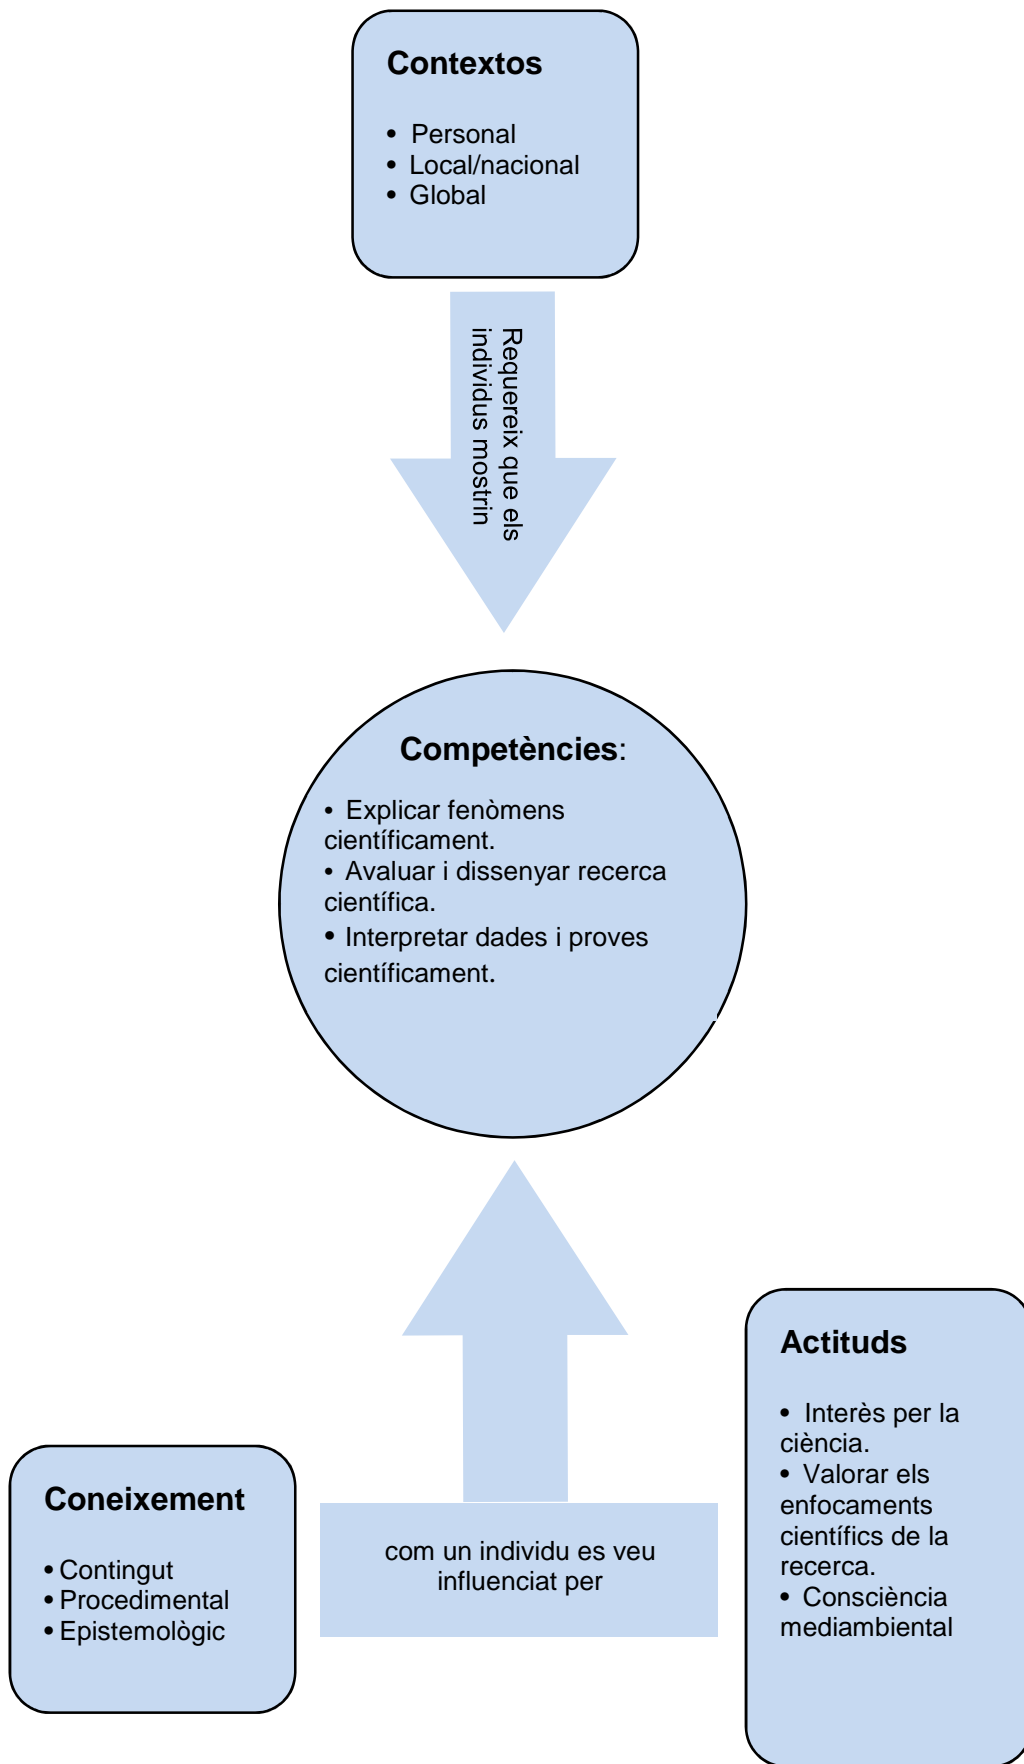 Contextos
• Personal
• Local/nacional
• Global
Requereix que els
individus mostrin
Competències:
• Explicar fenòmens
científicament.
• Avaluar i dissenyar recerca
científica.
• Interpretar dades i proves
científicament.
Coneixement
• Contingut
• Procedimental
• Epistemològic
com un individu es veu
influenciat per
Actituds
• Interès per la
ciència.
• Valorar els
enfocaments
científics de la
recerca.
• Consciència
mediambiental